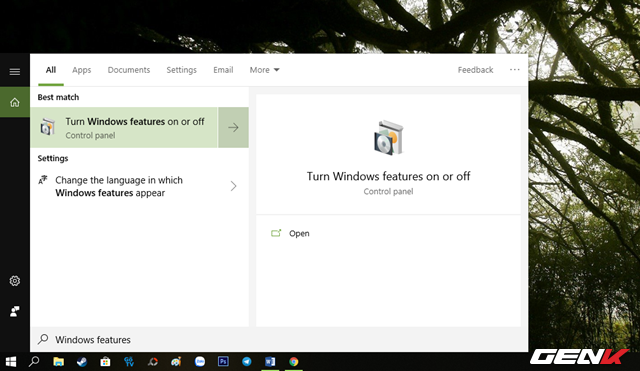 All Apps Documents Settings Email More Feedback
Best match
Turn Windows features on or off
Control panel
Settings
Change the language in which
Windows features appear
Turn Windows features on or off
Control panel
Open
Windows features
GENK